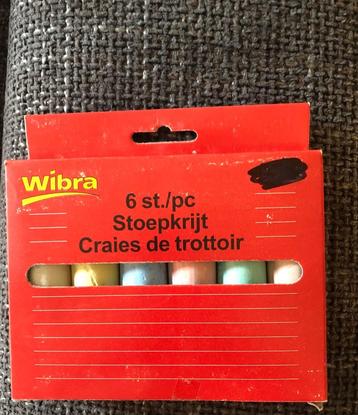 Wibra
6 st./pc
Stoepkrijt
Craies de trottoir